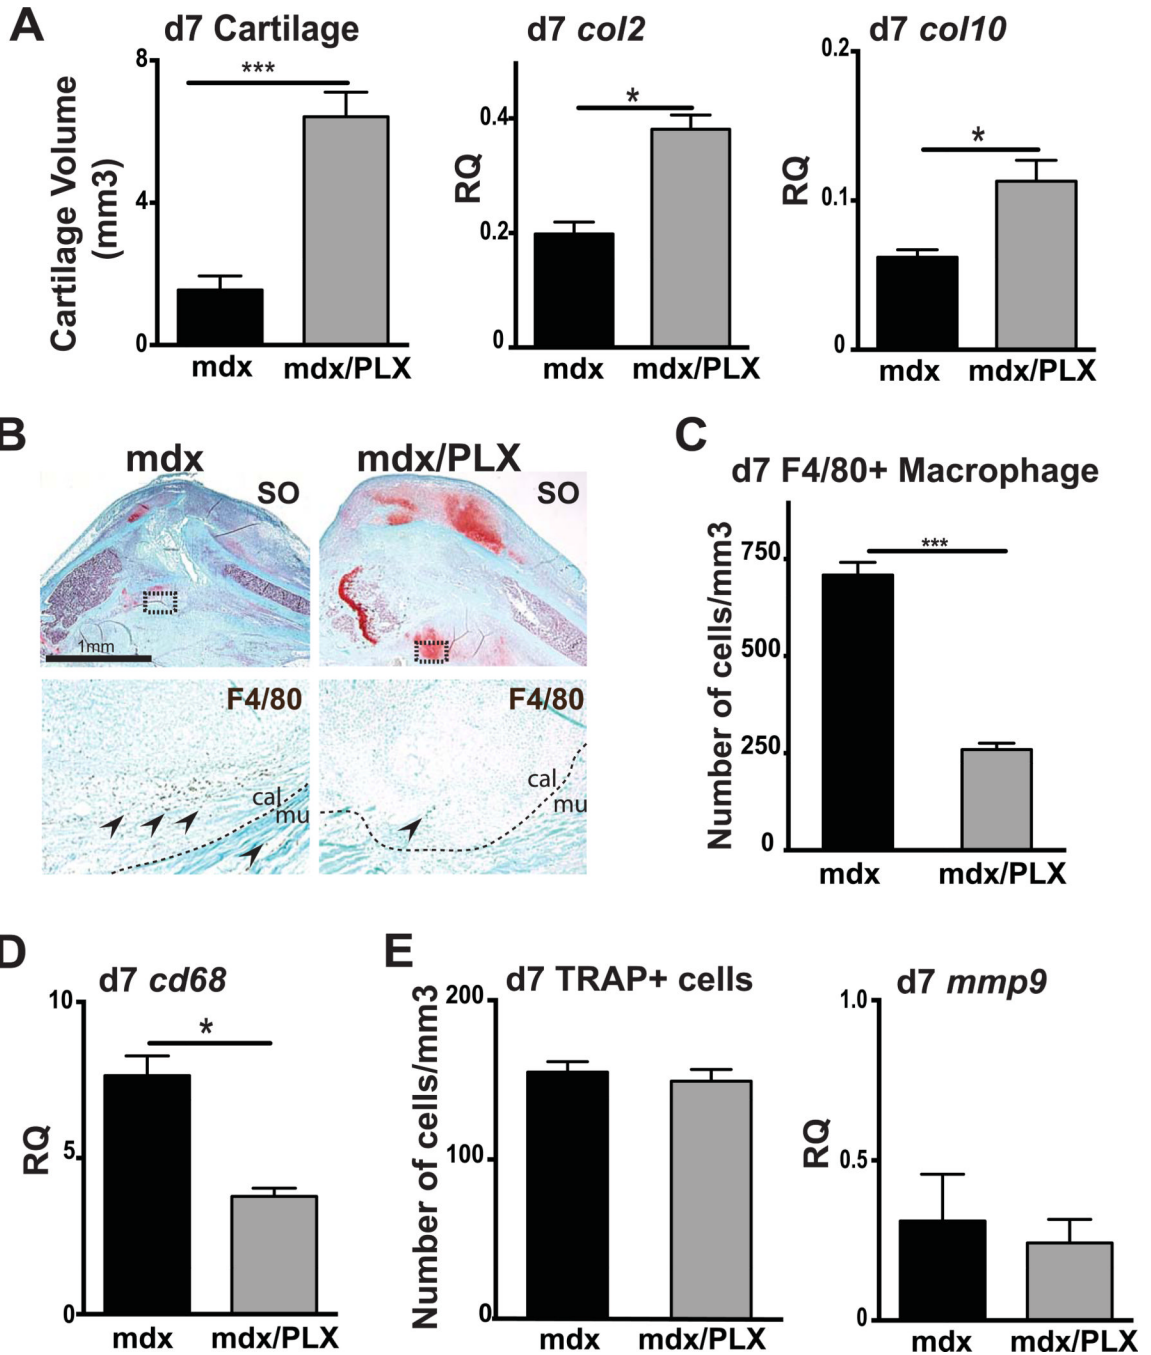 A
d7 Cartilage
Cartilage Volume
(mm3)
8
4
0
***
mdx
mdx/PLX
d7 col2
RQ
0.4
0.2
0
*
mdx
mdx/PLX
d7 col10
RQ
0.2
0.1
0
*
mdx
mdx/PLX
B
mdx
mdx/PLX
SO
SO
1mm
F4/80
F4/80
cal
mu
cal
mu
C
d7 F4/80+ Macrophage
Number of cells/mm3
750
500
250
0
***
mdx
mdx/PLX
D
d7 cd68
RQ
10
5
0
*
mdx
mdx/PLX
E
d7 TRAP+ cells
Number of cells/mm3
200
100
0
mdx
mdx/PLX
d7 mmp9
RQ
1.0
0.5
0
mdx
mdx/PLX